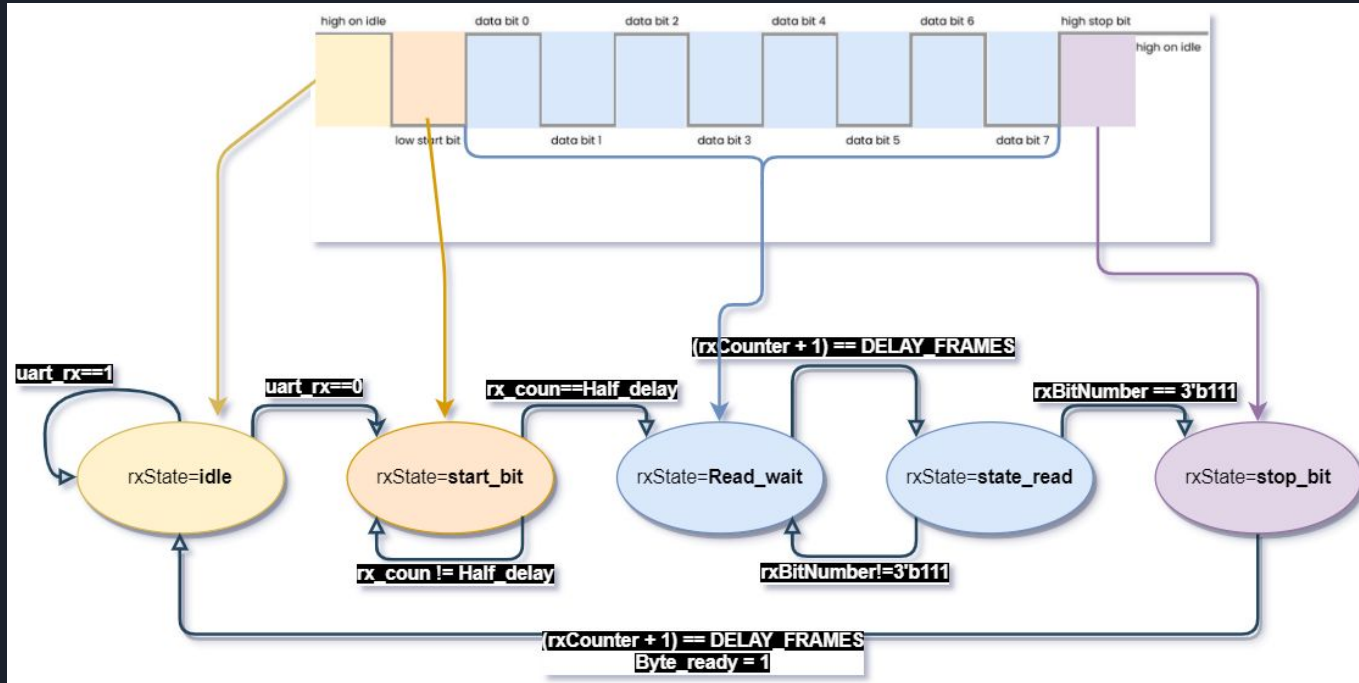 high on idle
data bit 0
data bit 2
data bit 4
data bit 6
high stop bit
high on idle
low start bit
data bit 1
data bit 3
data bit 5
data bit 7
(rxCounter + 1) == DELAY_FRAMES
uart_rx==1
uart_rx==0
rx_coun==Half_delay
rxBitNumber == 3'b111
rxState=idle
rxState=start_bit
rxState=Read_wait
rxState=state_read
rxState=stop_bit
rx_coun != Half_delay
rxBitNumber!=3'b111
(rxCounter + 1) == DELAY_FRAMES
Byte_ready = 1